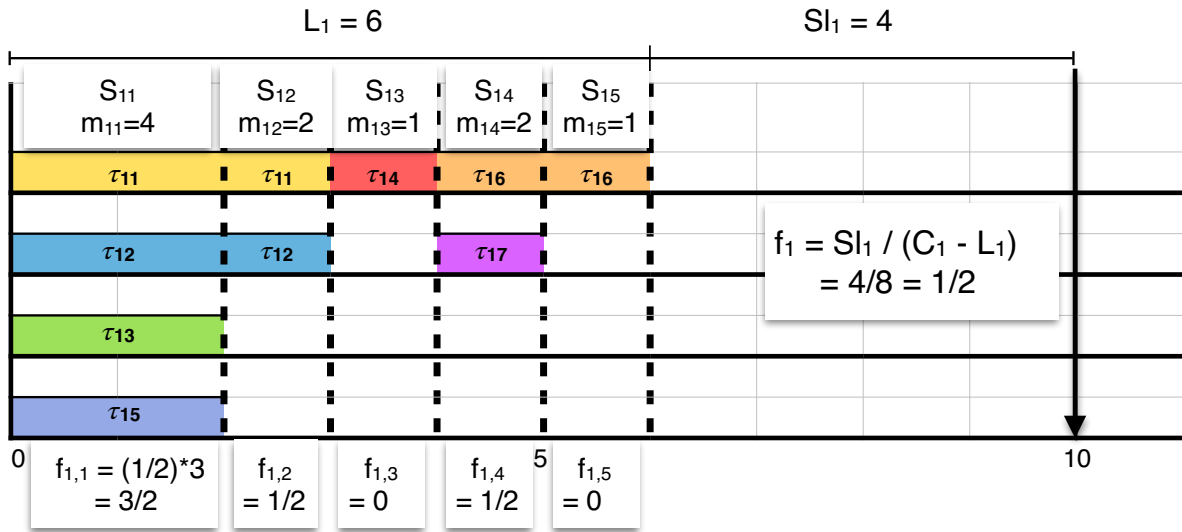 L₁ = 6
Sl₁ = 4
S₁₁
m₁₁=4
S₁₂
m₁₂=2
S₁₃
m₁₃=1
S₁₄
m₁₄=2
S₁₅
m₁₅=1
τ₁₁ τ₁₁ τ₁₄ τ₁₆ τ₁₆
τ₁₂ τ₁₂ τ₁₇
τ₁₃
τ₁₅
f₁ = Sl₁ / (C₁ - L₁)
= 4/8 = 1/2
0 5 10
f₁,₁ = (1/2)*3
= 3/2
f₁,₂
= 1/2
f₁,₃
= 0
f₁,₄
= 1/2
f₁,₅
= 0